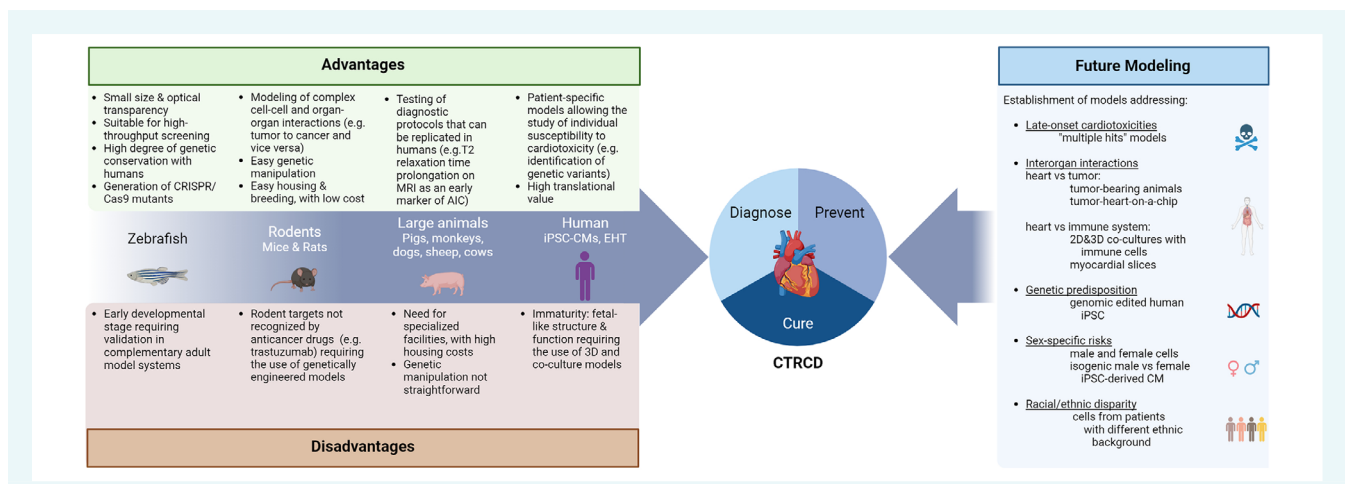 Advantages
• Small size & optical
transparency
• Suitable for high-
throughput screening
• High degree of genetic
conservation with
humans
• Generation of CRISPR/
Cas9 mutants
• Modeling of complex
cell-cell and organ-
organ interactions (e.g.
tumor to cancer and
vice versa)
• Easy genetic
manipulation
• Easy housing &
breeding, with low cost
• Testing of
diagnostic
protocols that can
be replicated in
humans (e.g.T2
relaxation time
prolongation on
MRI as an early
marker of AIC)
• Patient-specific
models allowing the
study of individual
susceptibility to
cardiotoxicity (e.g.
identification of
genetic variants)
• High translational
value
Zebrafish
Rodents
Mice & Rats
Large animals
Pigs, monkeys,
dogs, sheep, cows
Human
iPSC-CMs, EHT
• Early developmental
stage requiring
validation in
complementary adult
model systems
• Rodent targets not
recognized by
anticancer drugs (e.g.
trastuzumab) requiring
the use of genetically
engineered models
• Need for
specialized
facilities, with high
housing costs
• Genetic
manipulation not
straightforward
• Immaturity: fetal-
like structure &
function requiring
the use of 3D and
co-culture models
Disadvantages
Diagnose
Prevent
Cure
CTRCD
Future Modeling
Establishment of models addressing:
• Late-onset cardiotoxicities
"multiple hits" models
• Interorgan interactions
heart vs tumor:
tumor-bearing animals
tumor-heart-on-a-chip
heart vs immune system:
2D&3D co-cultures with
immune cells
myocardial slices
• Genetic predisposition
genomic edited human
iPSC
• Sex-specific risks
male and female cells
isogenic male vs female
iPSC-derived CM
• Racial/ethnic disparity
cells from patients
with different ethnic
background